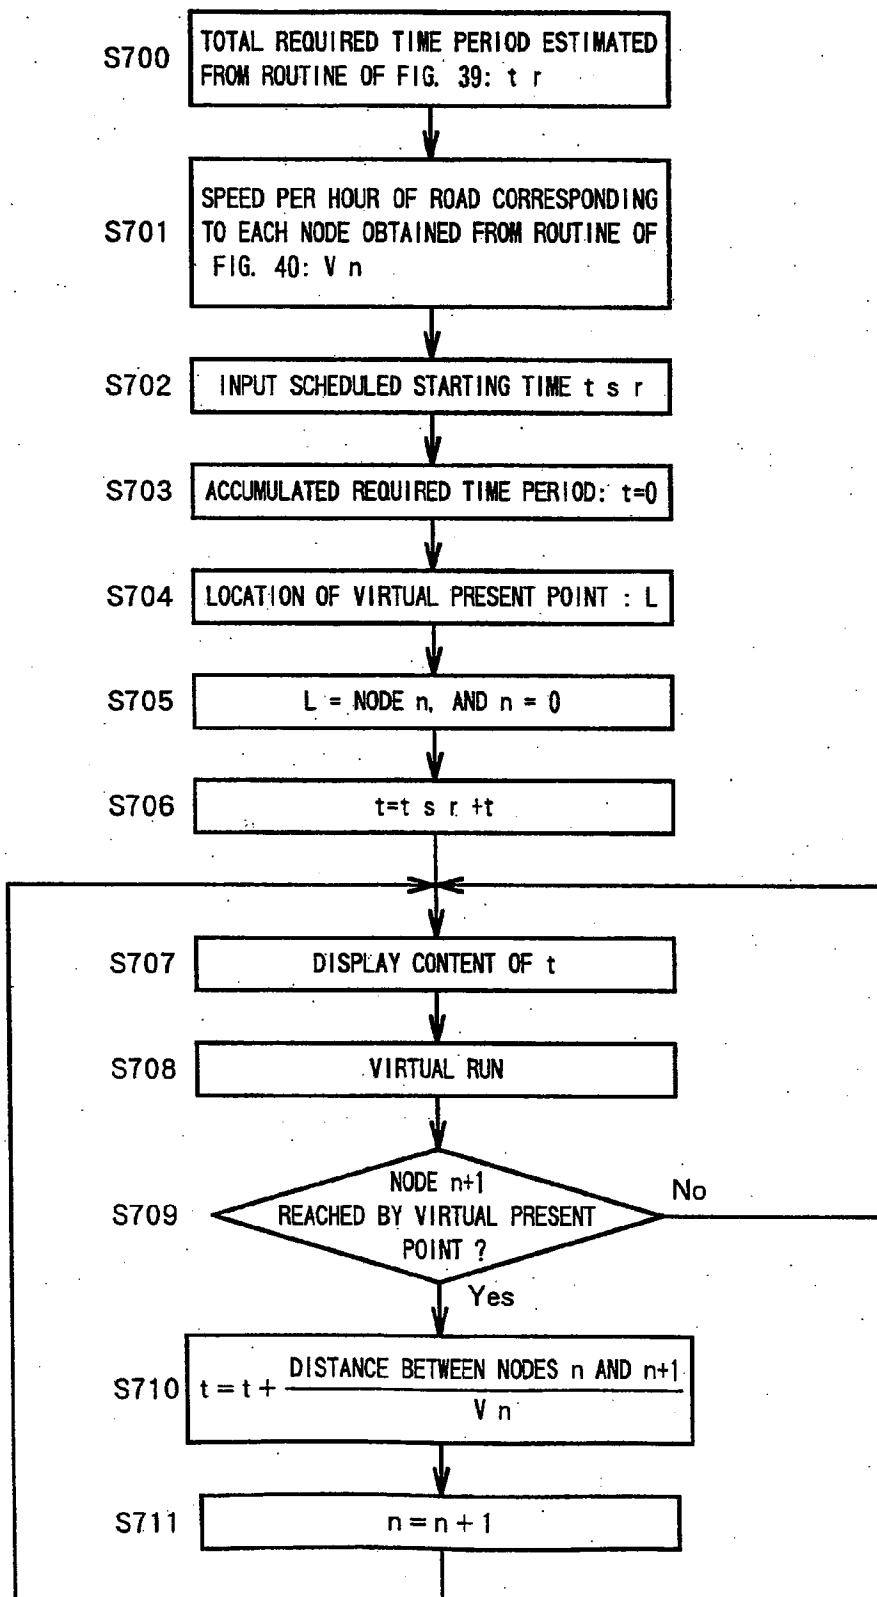 S700
TOTAL REQUIRED TIME PERIOD ESTIMATED
FROM ROUTINE OF FIG. 39: t r
S701
SPEED PER HOUR OF ROAD CORRESPONDING
TO EACH NODE OBTAINED FROM ROUTINE OF
FIG. 40: V n
S702
INPUT SCHEDULED STARTING TIME t s r
S703
ACCUMULATED REQUIRED TIME PERIOD: t=0
S704
LOCATION OF VIRTUAL PRESENT POINT : L
S705
L = NODE n, AND n = 0
S706
t=t s r +t
S707
DISPLAY CONTENT OF t
S708
VIRTUAL RUN
S709
NODE n+1
REACHED BY VIRTUAL PRESENT
POINT ?
No
Yes
S710
t = t + DISTANCE BETWEEN NODES n AND n+1
V n
S711
n = n + 1